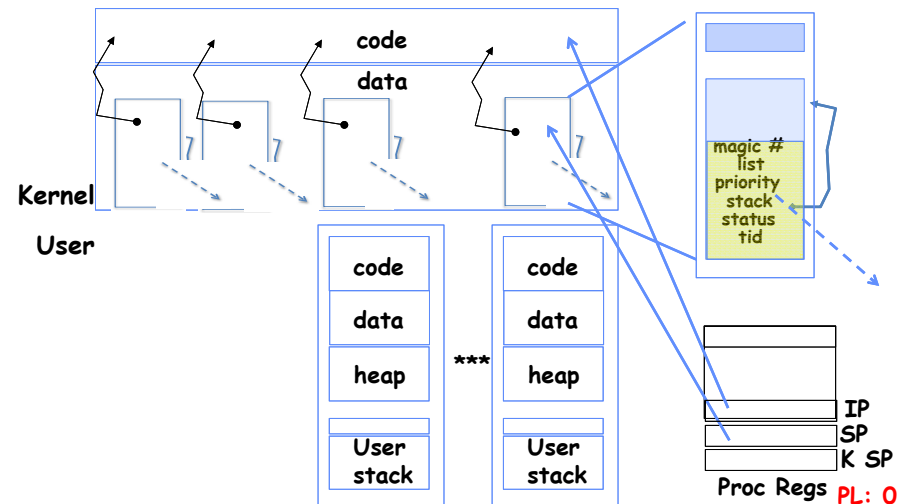 code
data
magic #
list
priority
stack
status
tid
Kernel
User
code
code
data
data
***
heap
heap
User
stack
User
stack
IP
SP
K SP
Proc Regs
PL: 0